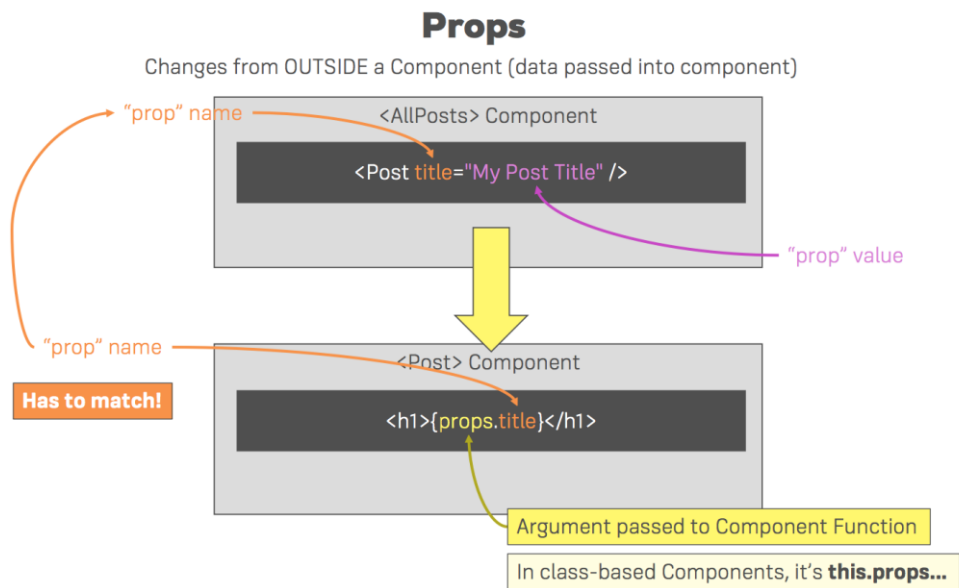 Props
Changes from OUTSIDE a Component (data passed into component)
“prop” name
<AllPosts> Component
<Post title="My Post Title" />
“prop” value
“prop” name
<Post> Component
Has to match!
<h1>{props.title}</h1>
Argument passed to Component Function
In class-based Components, it’s this.props...